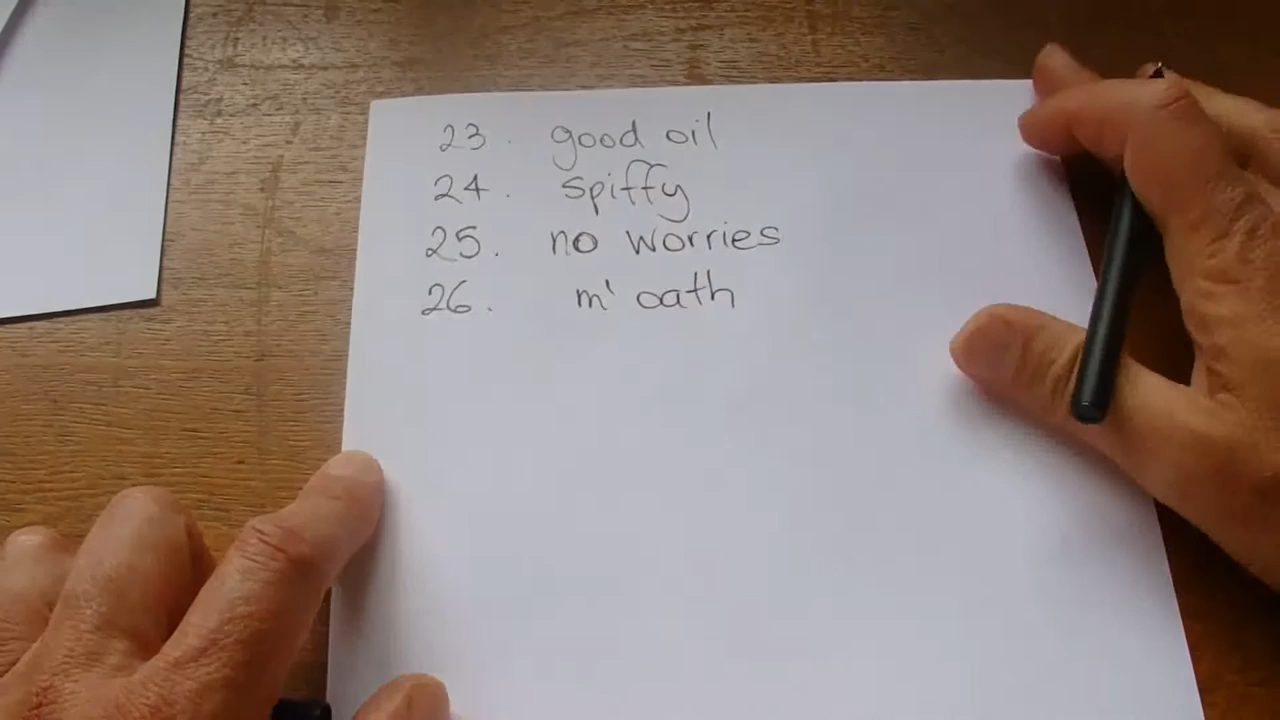 23. good oil
24. spiffy
25. no worries
26. m' oath